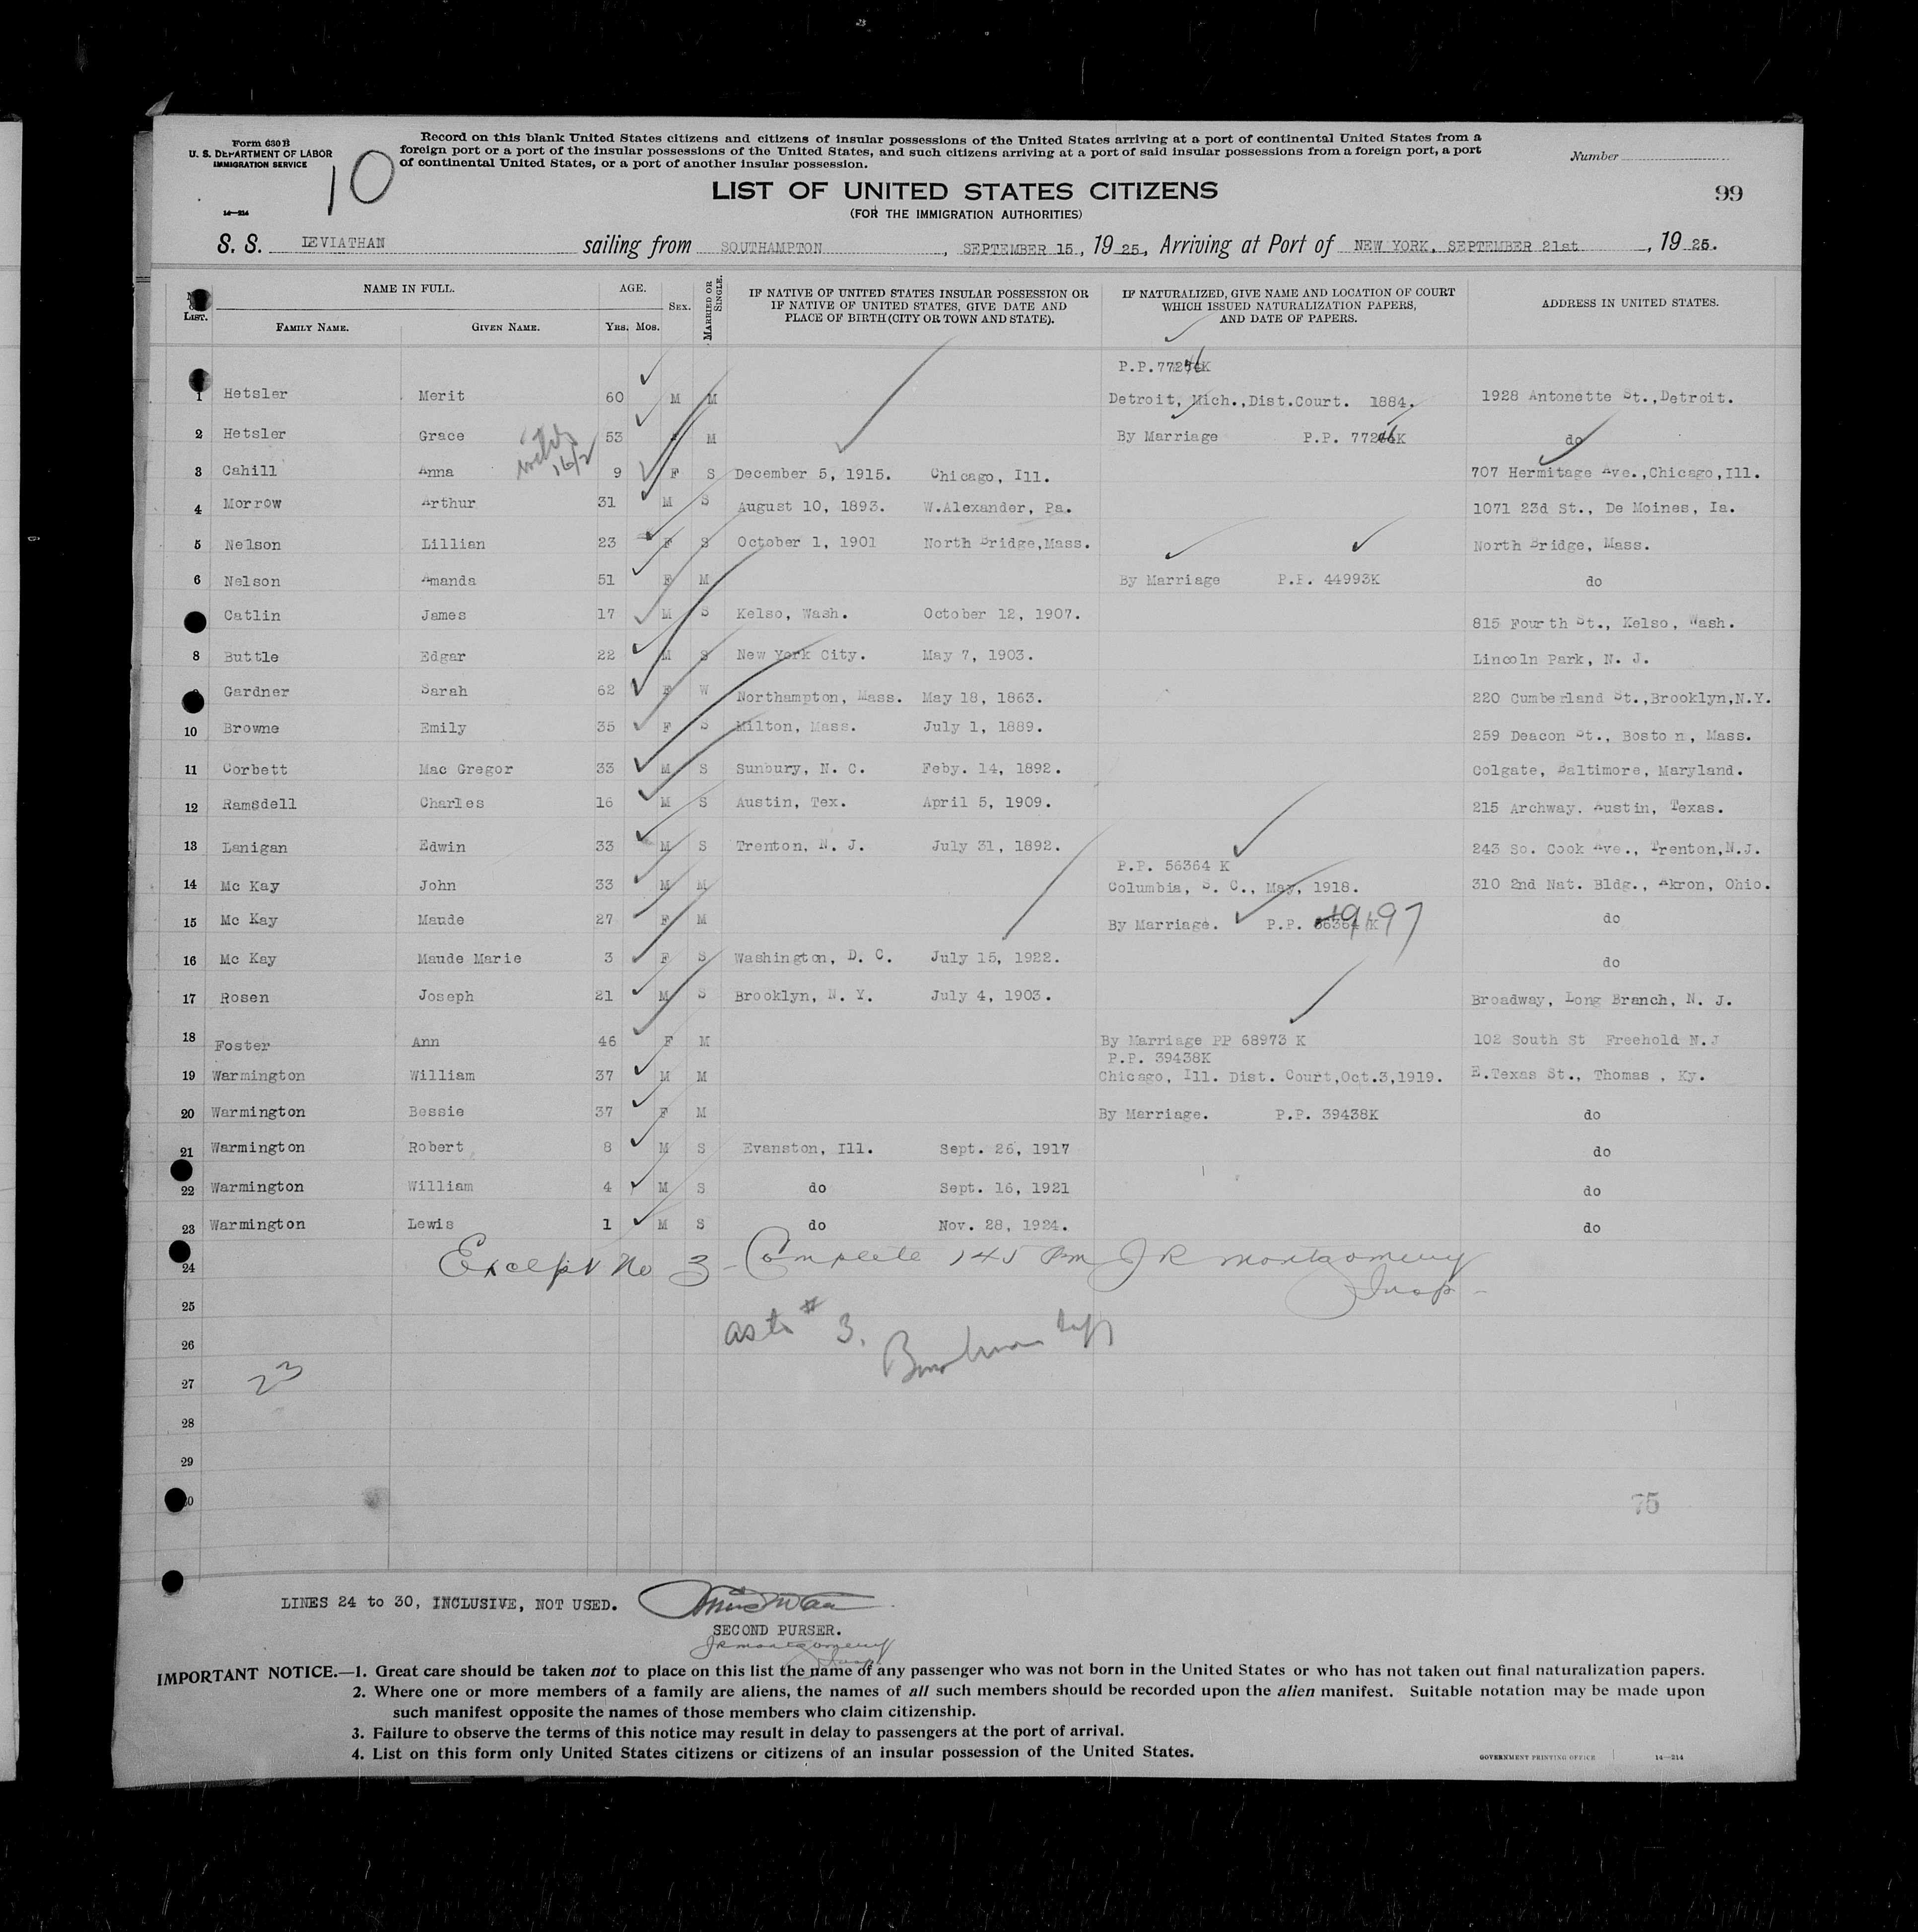 Form 630 B
U. S. DEPARTMENT OF LABOR
IMMIGRATION SERVICE
14—214
10
Record on this blank United States citizens and citizens of insular possessions of the United States arriving at a port of continental United States from a
foreign port or a port of the insular possessions of the United States, and such citizens arriving at a port of said insular possessions from a foreign port, a port
of continental United States, or a port of another insular possession.
Number
99
LIST OF UNITED STATES CITIZENS
(FOR THE IMMIGRATION AUTHORITIES)
S. S. LEVIATHAN sailing from SOUTHAMPTON, SEPTEMBER 15, 1925, Arriving at Port of NEW YORK, SEPTEMBER 21st, 1925.
LIST. NAME IN FULL. AGE. SEX. MARRIED OR SINGLE. IF NATIVE OF UNITED STATES INSULAR POSSESSION OR IF NATIVE OF UNITED STATES, GIVE DATE AND PLACE OF BIRTH (CITY OR TOWN AND STATE). IF NATURALIZED, GIVE NAME AND LOCATION OF COURT WHICH ISSUED NATURALIZATION PAPERS, AND DATE OF PAPERS. ADDRESS IN UNITED STATES.
FAMILY NAME. GIVEN NAME. YRS. MOS.
P.P.77246K
1 Hetsler Merit 60 M M Detroit, Mich.,Dist.Court. 1884. 1928 Antonette St.,Detroit.
2 Hetsler Grace 53 M By Marriage P.P. 77246K do
with 16/2
3 Cahill Anna 9 F S December 5, 1915. Chicago, Ill. 707 Hermitage Ave.,Chicago,Ill.
4 Morrow Arthur 31 M S August 10, 1893. W.Alexander, Pa. 1071 23d St., De Moines, Ia.
5 Nelson Lillian 23 F S October 1, 1901 North Bridge,Mass. North Bridge, Mass.
6 Nelson Amanda 51 F M By Marriage P.P. 44993K do
Catlin James 17 M S Kelso, Wash. October 12, 1907. 815 Fourth St., Kelso, Wash.
8 Buttle Edgar 22 M S New York City. May 7, 1903. Lincoln Park, N. J.
Gardner Sarah 62 F W Northampton, Mass. May 18, 1863. 220 Cumberland St.,Brooklyn,N.Y.
10 Browne Emily 35 F S Milton, Mass. July 1, 1889. 259 Deacon St., Boston, Mass.
11 Corbett Mac Gregor 33 M S Sunbury, N. C. Feby. 14, 1892. Colgate, Baltimore, Maryland.
12 Ramsdell Charles 16 M S Austin, Tex. April 5, 1909. 215 Archway. Austin, Texas.
13 Lanigan Edwin 33 M S Trenton, N. J. July 31, 1892. 243 So. Cook Ave., Trenton,N.J.
P.P. 56364 K
14 Mc Kay John 33 M M Columbia, S. C., May, 1918. 310 2nd Nat. Bldg., Akron, Ohio.
15 Mc Kay Maude 27 F M By Marriage. P.P. 56364 K do
16 Mc Kay Maude Marie 3 F S Washington, D. C. July 15, 1922. do
17 Rosen Joseph 21 M S Brooklyn, N. Y. July 4, 1903. Broadway, Long Branch, N. J.
18 Foster Ann 46 F M By Marriage PP 68973 K 102 South St Freehold N.J
P.P. 39438K
19 Warmington William 37 M M Chicago, Ill. Dist. Court,Oct.3,1919. E.Texas St., Thomas , Ky.
20 Warmington Bessie 37 F M By Marriage. P.P. 39438K do
21 Warmington Robert 8 M S Evanston, Ill. Sept. 26, 1917 do
22 Warmington William 4 M S do Sept. 16, 1921 do
23 Warmington Lewis 1 M S do Nov. 28, 1924. do
24 Except No 3 - Complete 145 Pm J R Montgomery
Insp -
25
as to # 3.
26
27 23
28
29
75
LINES 24 to 30, INCLUSIVE, NOT USED.
SECOND PURSER.
J R Montgomery
Insp
IMPORTANT NOTICE.—1. Great care should be taken not to place on this list the name of any passenger who was not born in the United States or who has not taken out final naturalization papers.
2. Where one or more members of a family are aliens, the names of all such members should be recorded upon the alien manifest. Suitable notation may be made upon
such manifest opposite the names of those members who claim citizenship.
3. Failure to observe the terms of this notice may result in delay to passengers at the port of arrival.
4. List on this form only United States citizens or citizens of an insular possession of the United States.
GOVERNMENT PRINTING OFFICE 14—214